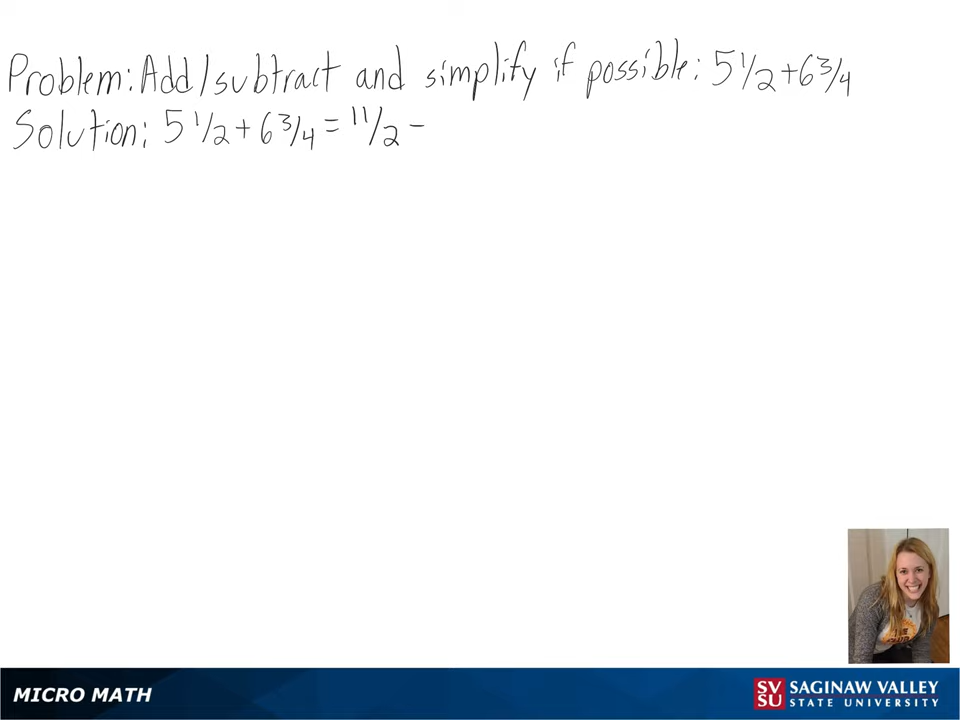 Problem: Add/subtract and simplify if possible: 5 1/2 + 6 3/4
Solution: 5 1/2 + 6 3/4 = 11/2 -
MICRO MATH
SV SU SAGINAW VALLEY
STATE UNIVERSITY